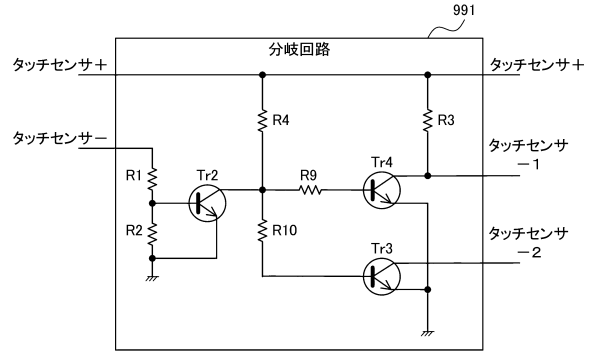 991
分岐回路
タッチセンサ＋
タッチセンサ＋
R4
R3
タッチセンサー
タッチセンサ
－1
R1
Tr2
R9
Tr4
R2
R10
タッチセンサ
－2
Tr3